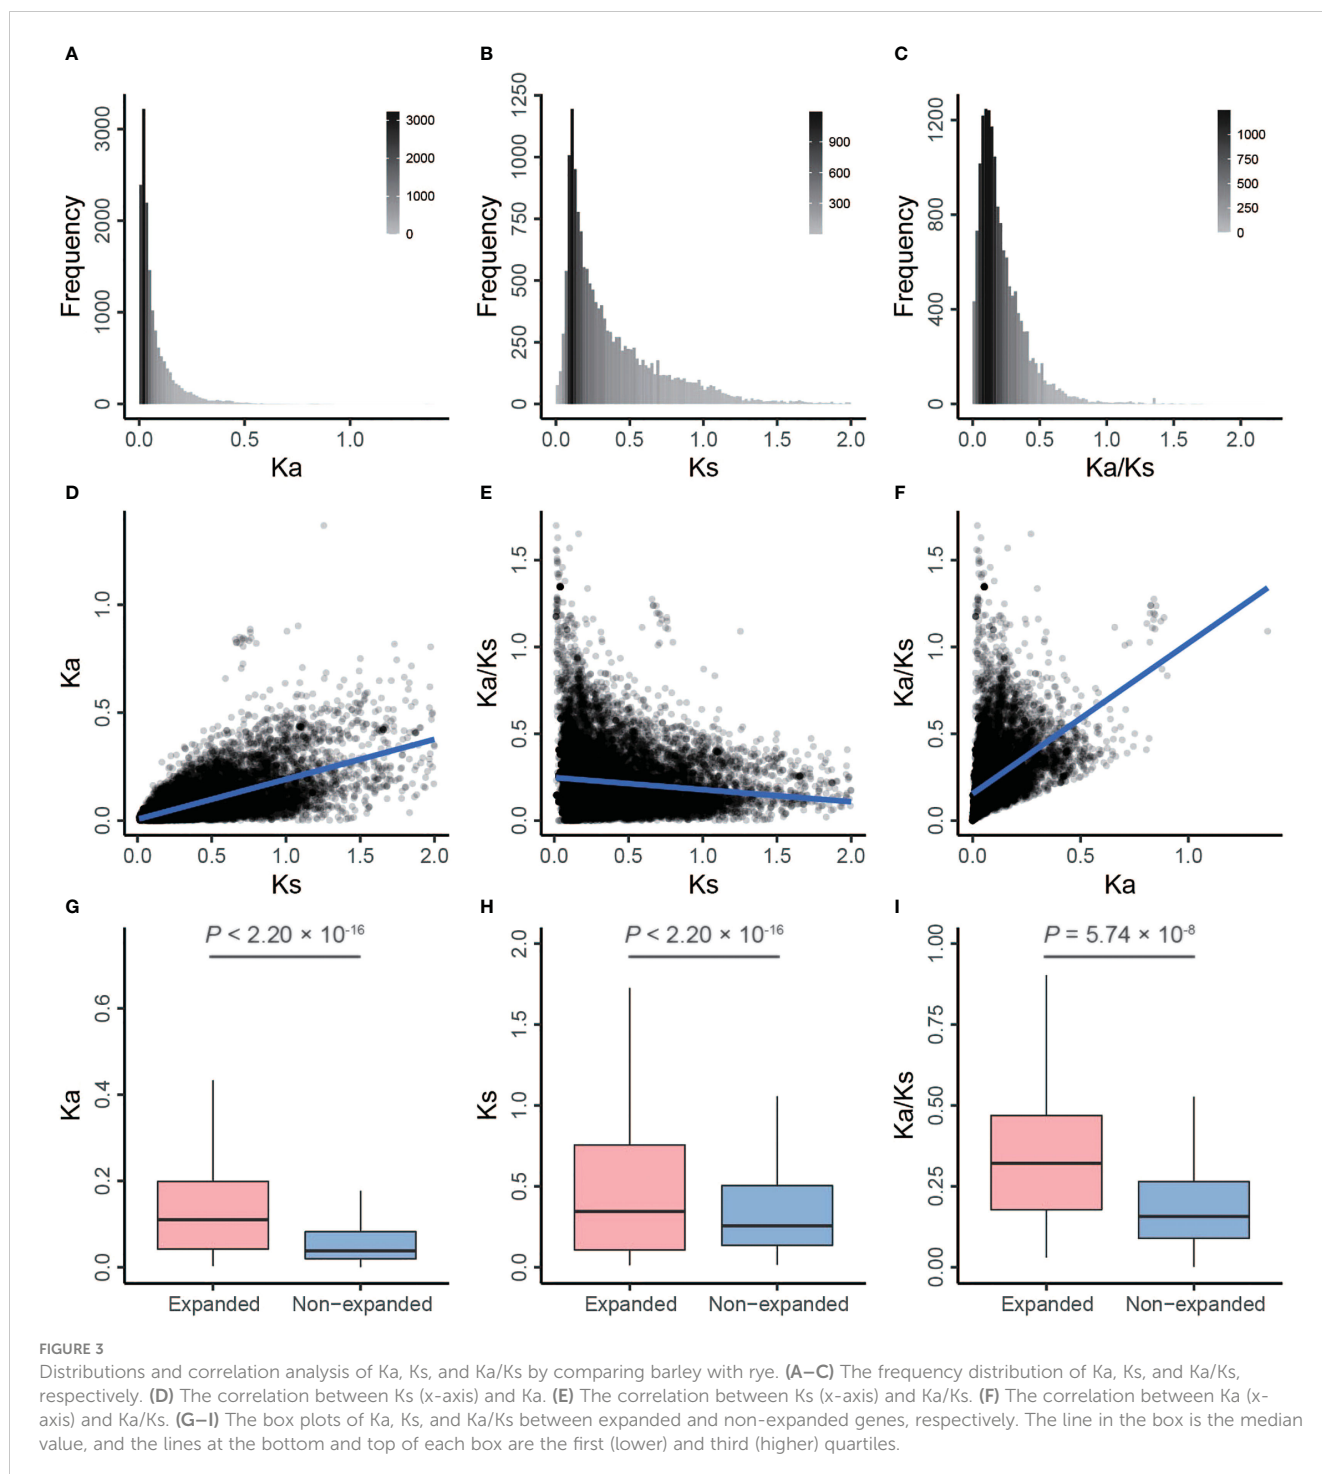 A
B
C
3000
2000
1000
0
Frequency
3000
2000
1000
0
0.0 0.5 1.0
Ka
1250
1000
750
500
250
0
Frequency
900
600
300
0.0 0.5 1.0 1.5 2.0
Ks
1200
800
400
0
Frequency
1000
750
500
250
0
0.0 0.5 1.0 1.5 2.0
Ka/Ks
D
E
F
1.0
0.5
0.0
Ka
0.0 0.5 1.0 1.5 2.0
Ks
1.5
1.0
0.5
0.0
Ka/Ks
0.0 0.5 1.0 1.5 2.0
Ks
1.5
1.0
0.5
0.0
Ka/Ks
0.0 0.5 1.0
Ka
G
H
I
P < 2.20 × 10-16
0.6
0.4
0.2
0.0
Ka
Expanded Non-expanded
P < 2.20 × 10-16
2.0
1.5
1.0
0.5
0.0
Ks
Expanded Non-expanded
P = 5.74 × 10-8
1.00
0.75
0.50
0.25
0.00
Ka/Ks
Expanded Non-expanded
FIGURE 3
Distributions and correlation analysis of Ka, Ks, and Ka/Ks by comparing barley with rye. (A–C) The frequency distribution of Ka, Ks, and Ka/Ks,
respectively. (D) The correlation between Ks (x-axis) and Ka. (E) The correlation between Ks (x-axis) and Ka/Ks. (F) The correlation between Ka (x-
axis) and Ka/Ks. (G–I) The box plots of Ka, Ks, and Ka/Ks between expanded and non-expanded genes, respectively. The line in the box is the median
value, and the lines at the bottom and top of each box are the first (lower) and third (higher) quartiles.